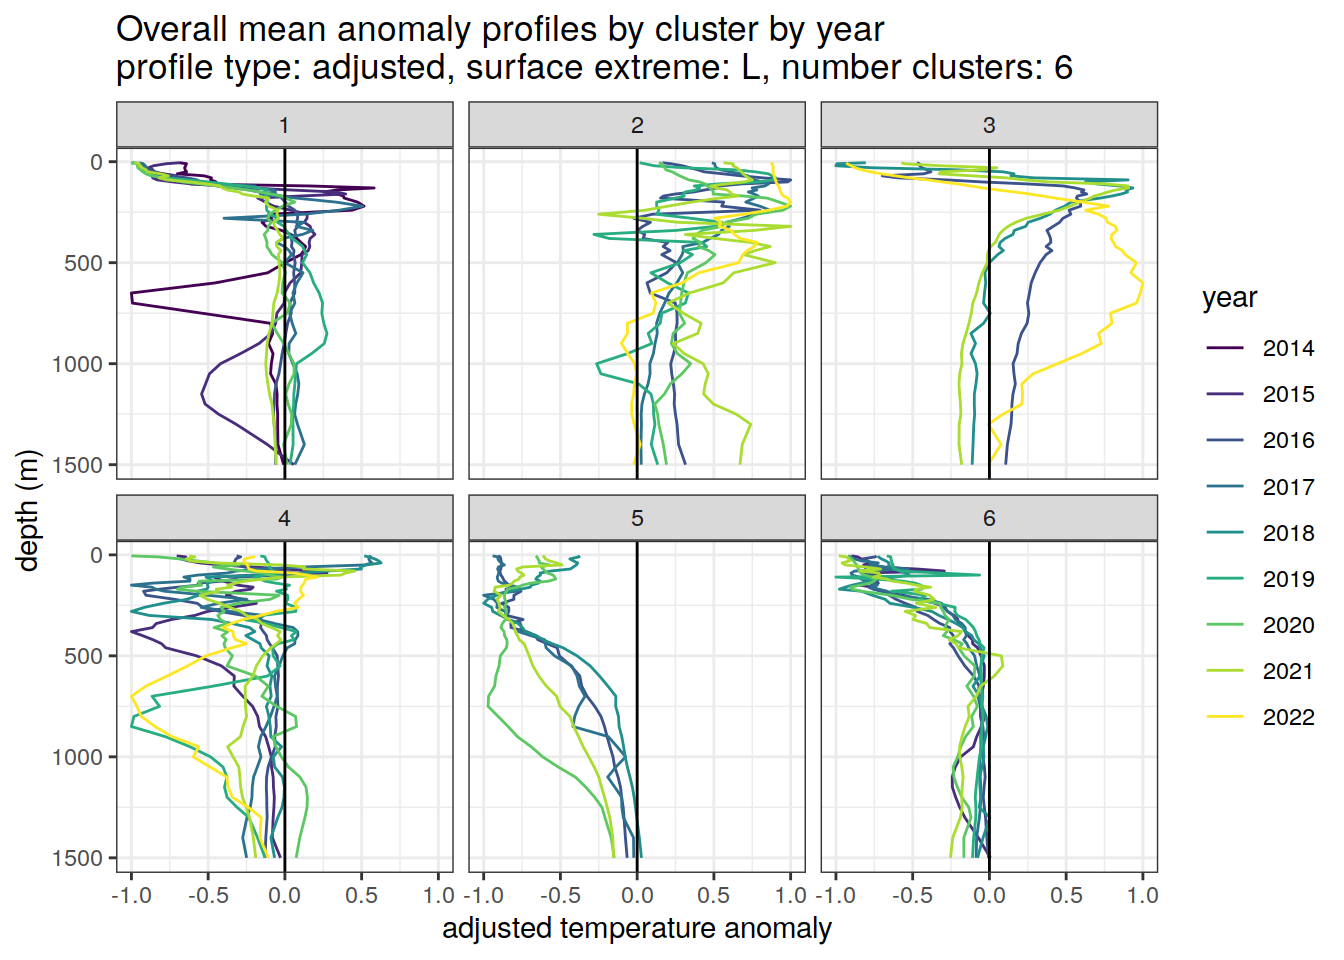 Overall mean anomaly profiles by cluster by year
profile type: adjusted, surface extreme: L, number clusters: 6
1
2
3
0
500
1000
1500
4
5
6
0
500
1000
1500
-1.0 -0.5 0.0 0.5 1.0
-1.0 -0.5 0.0 0.5 1.0
-1.0 -0.5 0.0 0.5 1.0
adjusted temperature anomaly
depth (m)
year
2014
2015
2016
2017
2018
2019
2020
2021
2022